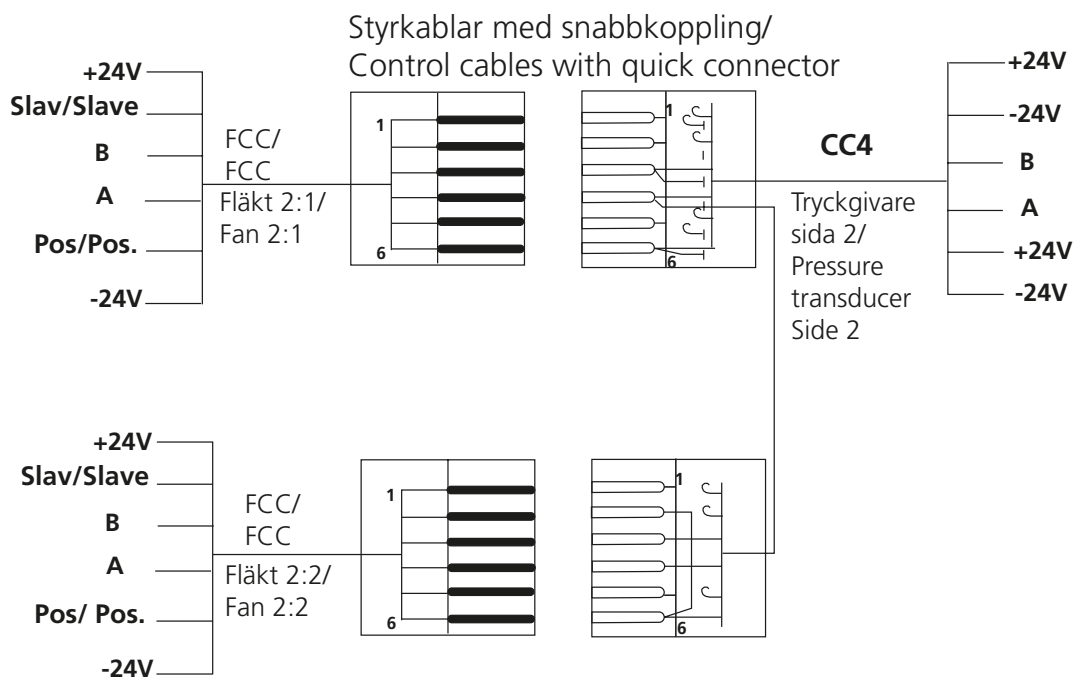 Styrkablar med snabbkoppling/
Control cables with quick connector
+24V
Slav/Slave
B
A
Pos/Pos.
-24V
FCC/
FCC
Fläkt 2:1/
Fan 2:1
1
6
1
6
CC4
Tryckgivare
sida 2/
Pressure
transducer
Side 2
+24V
-24V
B
A
+24V
-24V
+24V
Slav/Slave
B
A
Pos/ Pos.
-24V
FCC/
FCC
Fläkt 2:2/
Fan 2:2
1
6
1
6